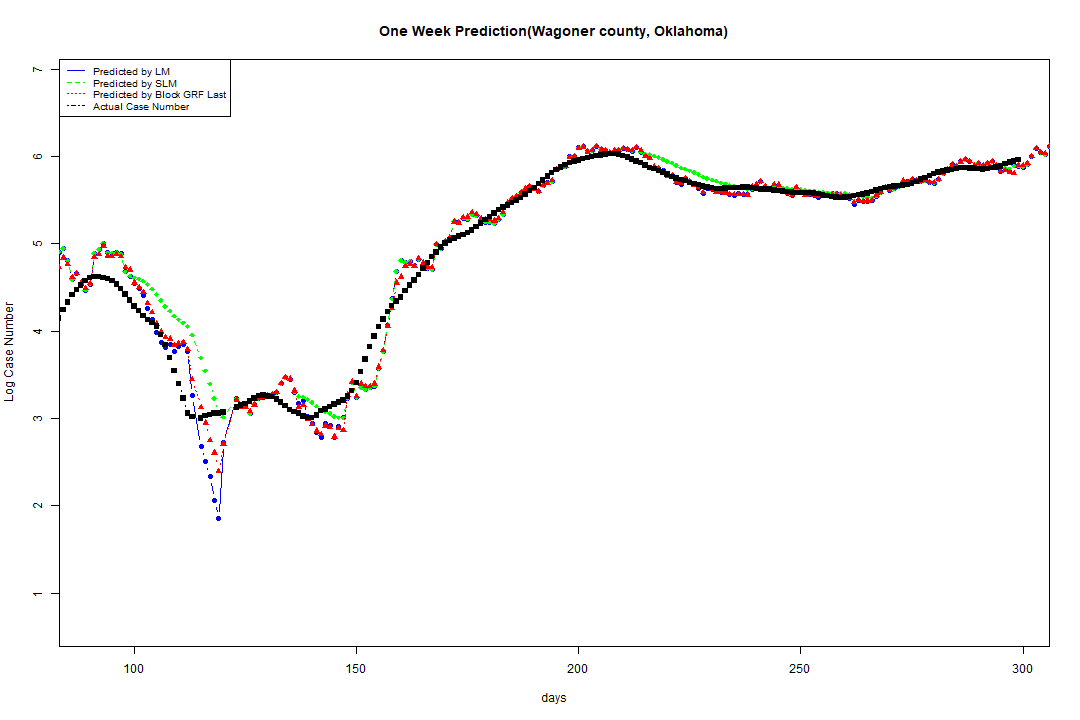 One Week Prediction(Wagoner county, Oklahoma)
Predicted by LM
Predicted by SLM
Predicted by Block GRF Last
Actual Case Number
7
6
5
4
3
2
1
Log Case Number
100 150 200 250 300
days